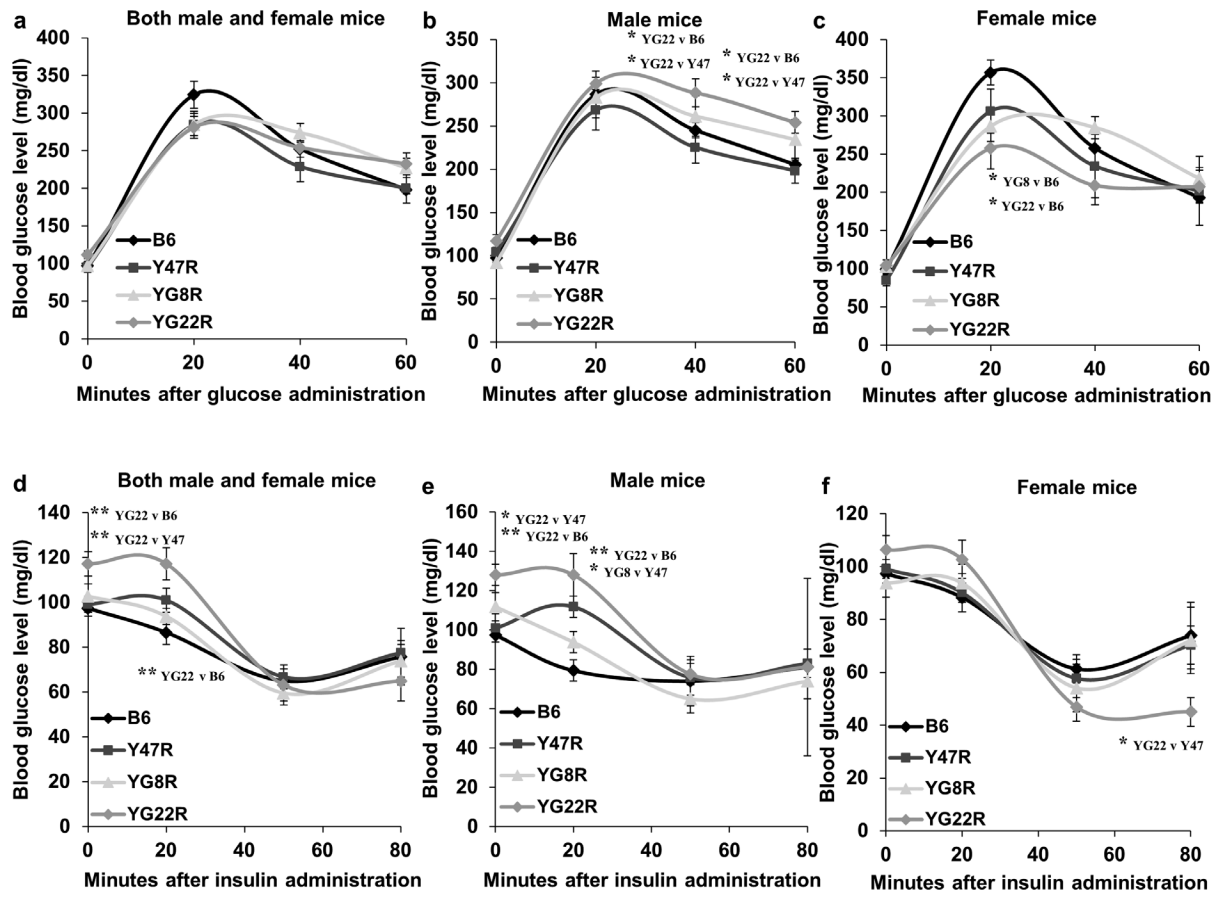 a
Both male and female mice
400
350
300
250
200
150
100
50
0
Blood glucose level (mg/dl)
B6
Y47R
YG8R
YG22R
0 20 40 60
Minutes after glucose administration
b
Male mice
350
300
250
200
150
100
50
0
Blood glucose level (mg/dl)
* YG22 v B6
* YG22 v Y47
* YG22 v B6
* YG22 v Y47
B6
Y47R
YG8R
YG22R
0 20 40 60
Minutes after glucose administration
c
Female mice
400
350
300
250
200
150
100
50
0
Blood glucose level (mg/dl)
* YG8 v B6
* YG22 v B6
B6
Y47R
YG8R
YG22R
0 20 40 60
Minutes after glucose administration
d
Both male and female mice
140
120
100
80
60
40
20
0
Blood glucose level (mg/dl)
** YG22 v B6
** YG22 v Y47
** YG22 v B6
B6
Y47R
YG8R
YG22R
0 20 40 60 80
Minutes after insulin administration
e
Male mice
160
140
120
100
80
60
40
20
0
Blood glucose level (mg/dl)
* YG22 v Y47
** YG22 v B6
** YG22 v B6
* YG8 v Y47
B6
Y47R
YG8R
YG22R
0 20 40 60 80
Minutes after insulin administration
f
Female mice
120
100
80
60
40
20
0
Blood glucose level (mg/dl)
* YG22 v Y47
B6
Y47R
YG8R
YG22R
0 20 40 60 80
Minutes after insulin administration